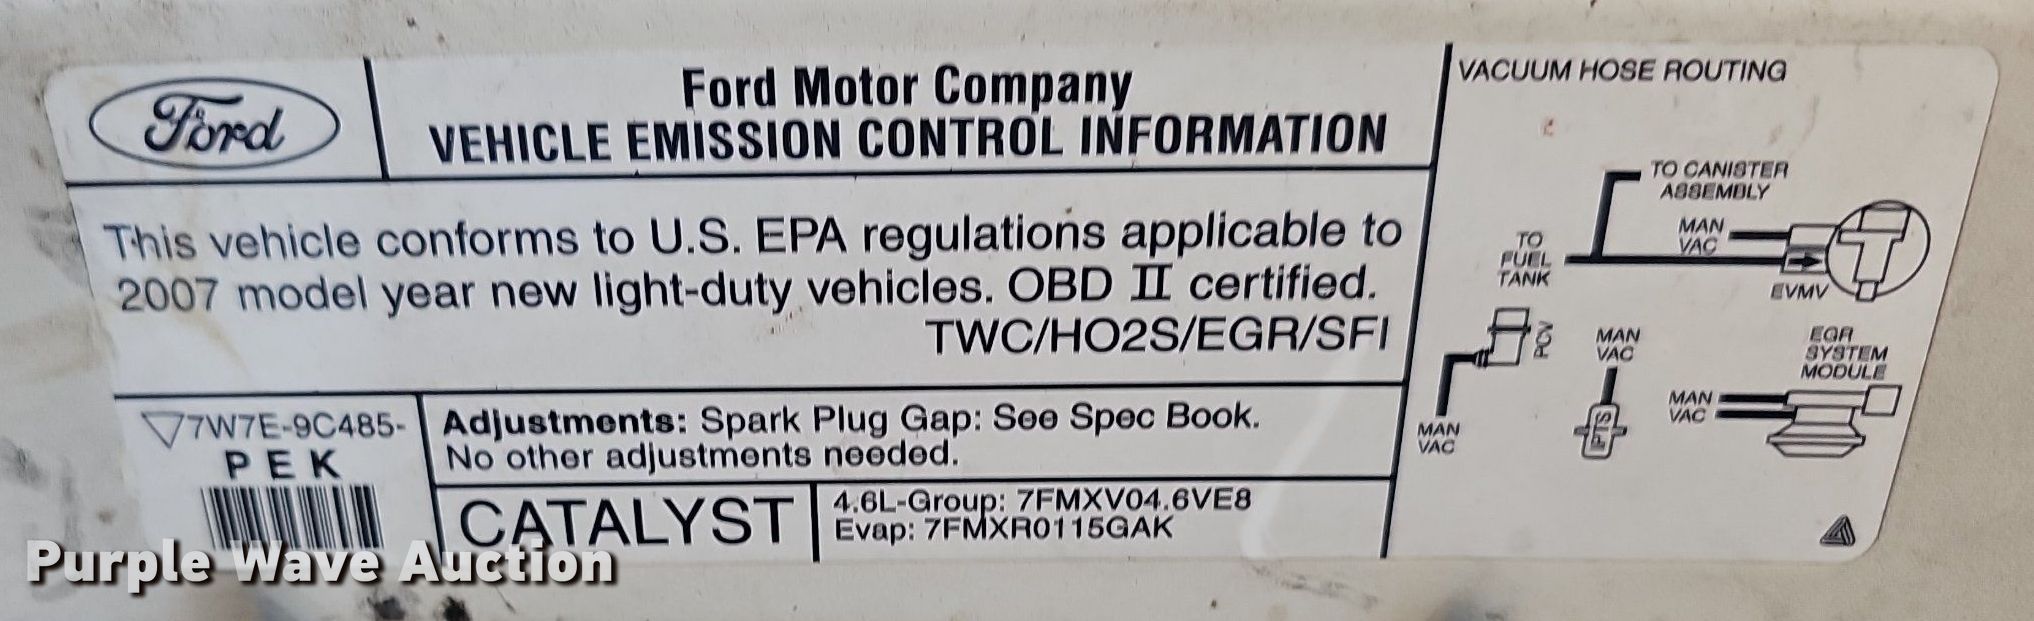 Ford
Ford Motor Company
VEHICLE EMISSION CONTROL INFORMATION
This vehicle conforms to U.S. EPA regulations applicable to
2007 model year new light-duty vehicles. OBD II certified.
TWC/HO2S/EGR/SFI
7W7E-9C485-
PEK
Adjustments: Spark Plug Gap: See Spec Book.
No other adjustments needed.
CATALYST
4.6L-Group: 7FMXV04.6VE8
Evap: 7FMXR0115GAK
VACUUM HOSE ROUTING
TO CANISTER
ASSEMBLY
MAN
VAC
TO
FUEL
TANK
EVMV
PCV
MAN
VAC
MAN
VAC
FTS
EGR
SYSTEM
MODULE
MAN
VAC
Purple Wave Auction